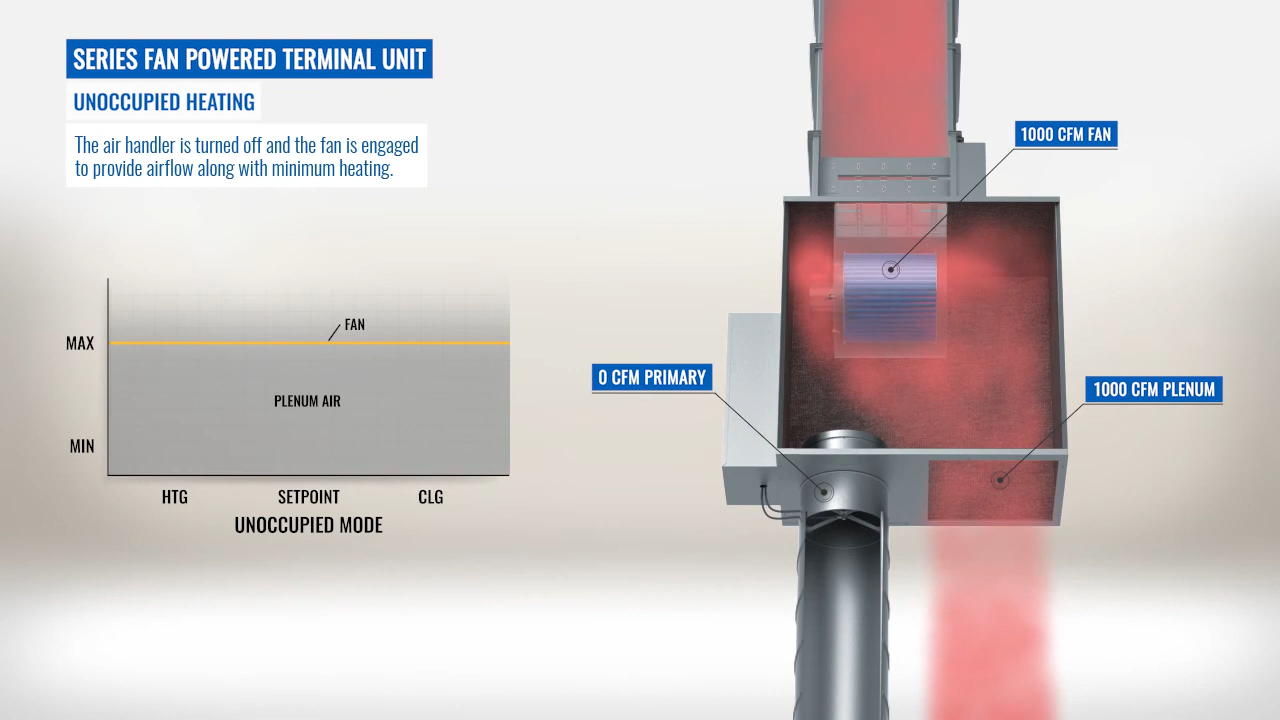 SERIES FAN POWERED TERMINAL UNIT
UNOCCUPIED HEATING
The air handler is turned off and the fan is engaged
to provide airflow along with minimum heating.
1000 CFM FAN
0 CFM PRIMARY
1000 CFM PLENUM
FAN
MAX
PLENUM AIR
MIN
HTG SETPOINT CLG
UNOCCUPIED MODE